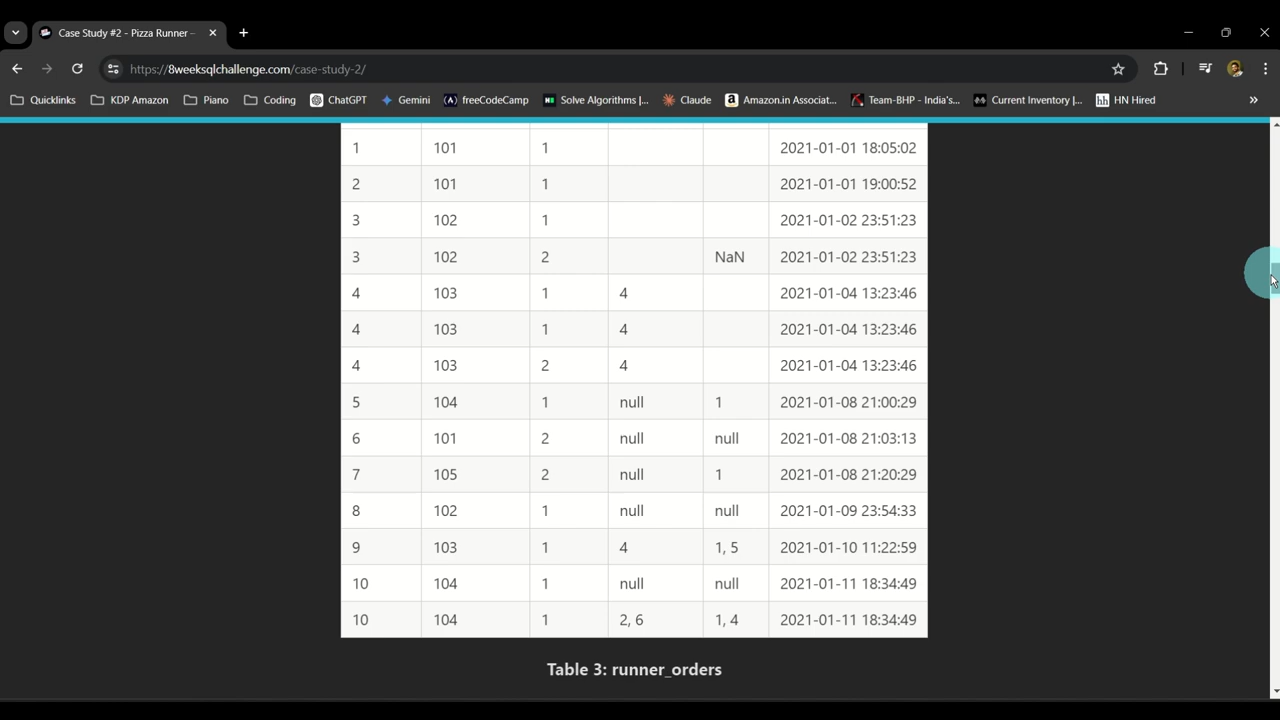 Case Study #2 - Pizza Runner –
https://8weeksqlchallenge.com/case-study-2/
Quicklinks KDP Amazon Piano Coding ChatGPT Gemini freeCodeCamp Solve Algorithms |... Claude Amazon.in Associat... Team-BHP - India's... Current Inventory |... HN Hired »
1 101 1 2021-01-01 18:05:02
2 101 1 2021-01-01 19:00:52
3 102 1 2021-01-02 23:51:23
3 102 2 NaN 2021-01-02 23:51:23
4 103 1 4 2021-01-04 13:23:46
4 103 1 4 2021-01-04 13:23:46
4 103 2 4 2021-01-04 13:23:46
5 104 1 null 1 2021-01-08 21:00:29
6 101 2 null null 2021-01-08 21:03:13
7 105 2 null 1 2021-01-08 21:20:29
8 102 1 null null 2021-01-09 23:54:33
9 103 1 4 1, 5 2021-01-10 11:22:59
10 104 1 null null 2021-01-11 18:34:49
10 104 1 2, 6 1, 4 2021-01-11 18:34:49
Table 3: runner_orders